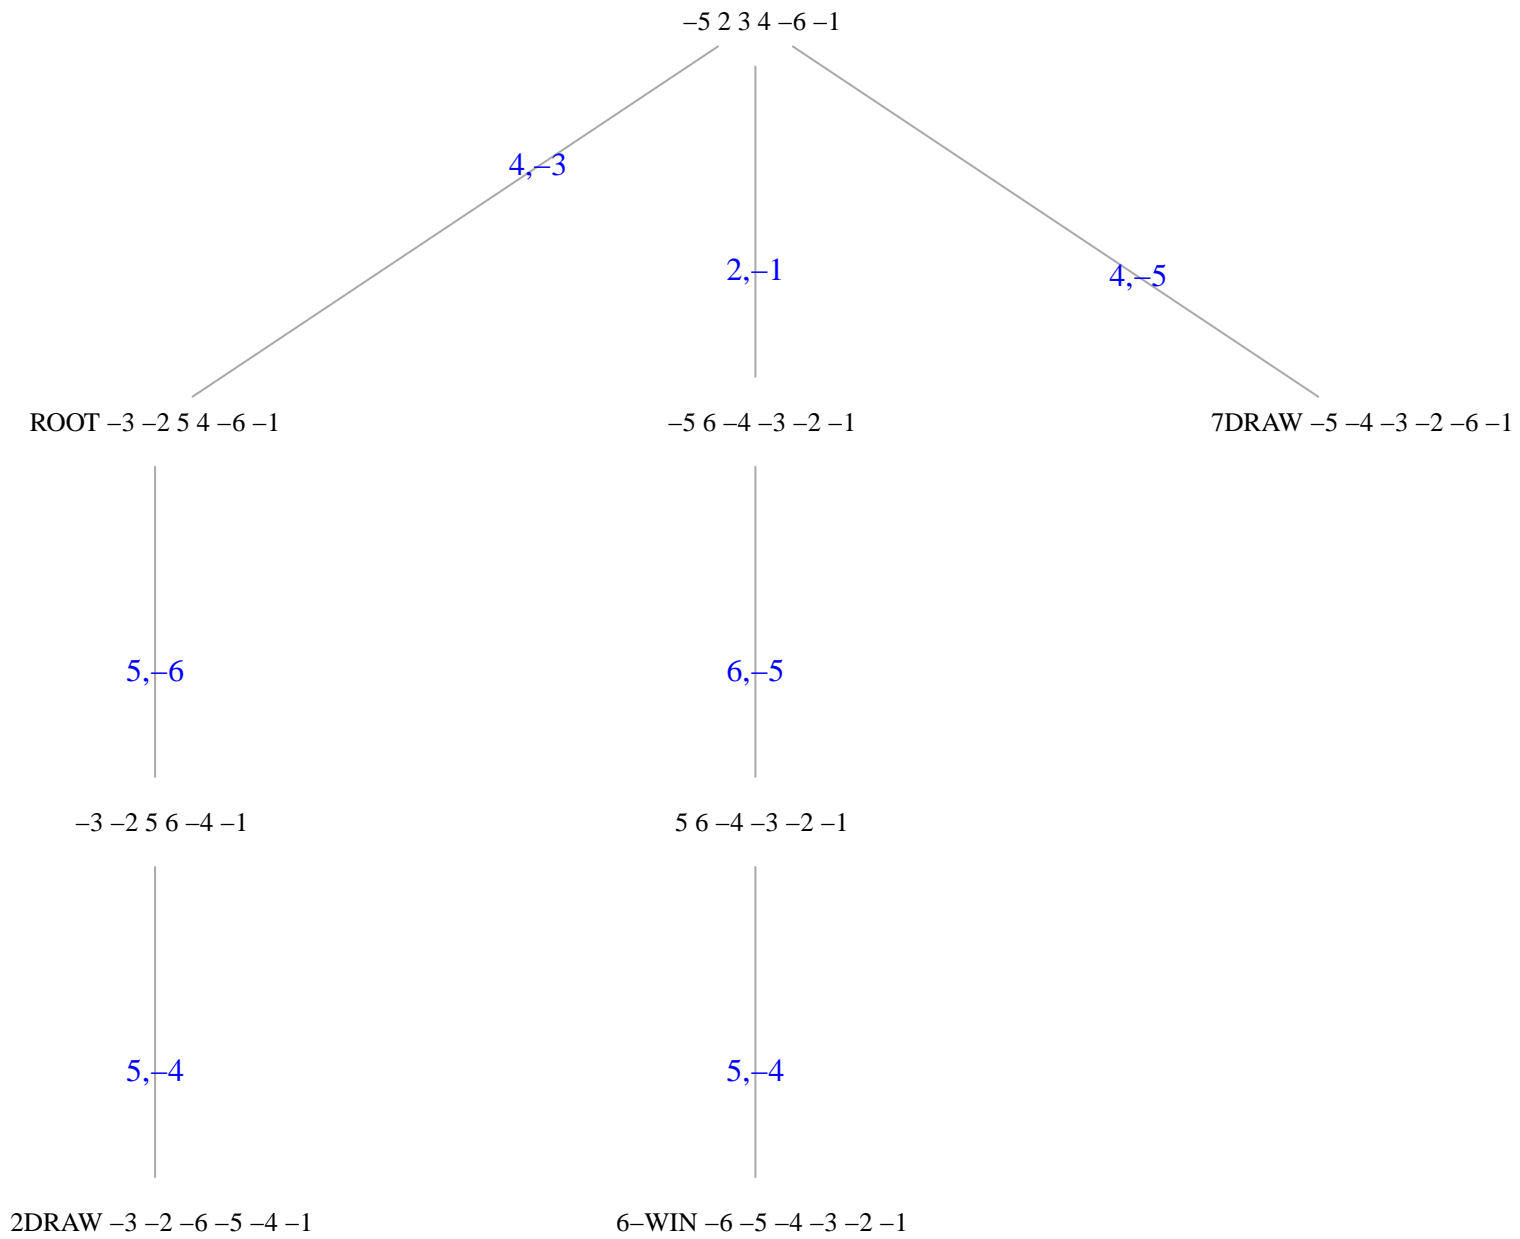 –5 2 3 4 –6 –1
4,–3
2,–1
4,–5
ROOT –3 –2 5 4 –6 –1
–5 6 –4 –3 –2 –1
7DRAW –5 –4 –3 –2 –6 –1
5,–6
6,–5
–3 –2 5 6 –4 –1
5 6 –4 –3 –2 –1
5,–4
5,–4
2DRAW –3 –2 –6 –5 –4 –1
6–WIN –6 –5 –4 –3 –2 –1